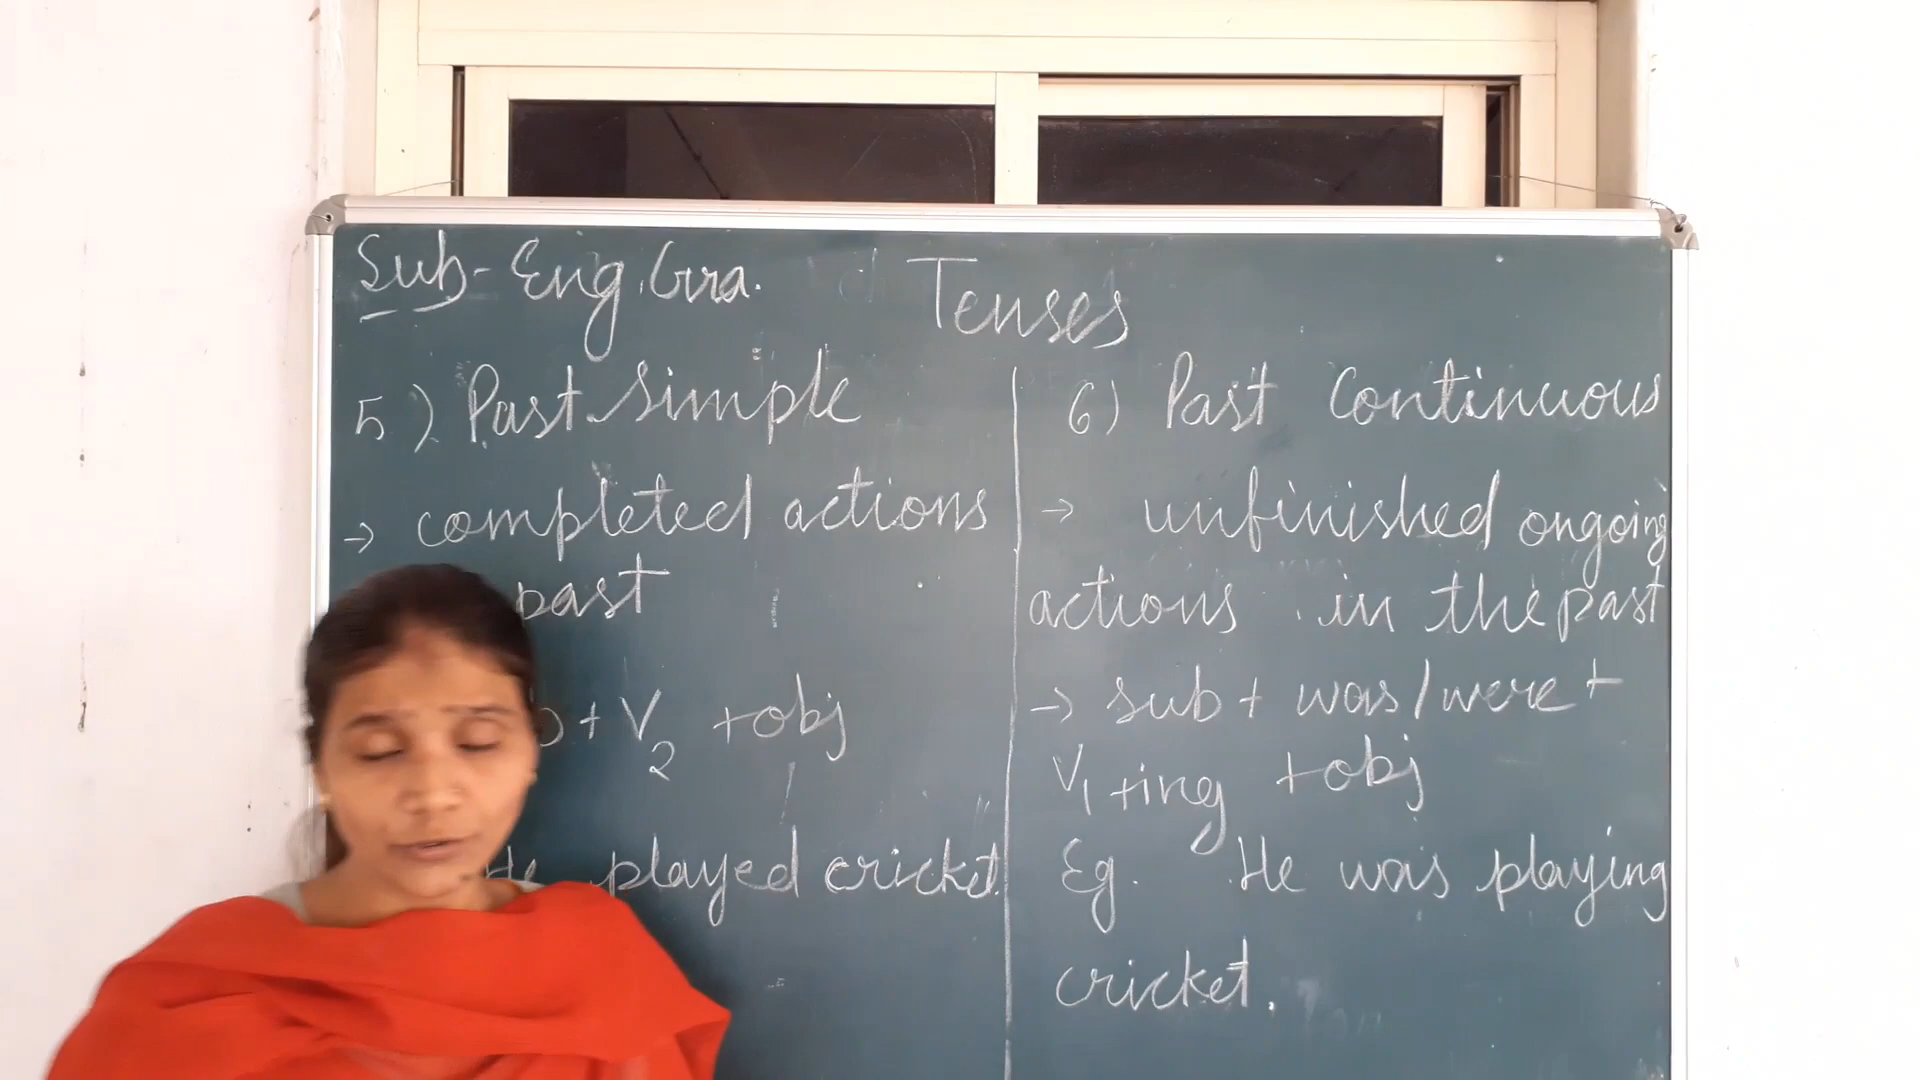 Sub- Eng. Gra.
Tenses
5) Past Simple
→ completed actions
past
+ V2 + obj
He played cricket.
6) Past Continuous
→ unfinished ongoing
actions in the past
→ sub + was/were +
V1 + ing + obj
Eg. He was playing
cricket.